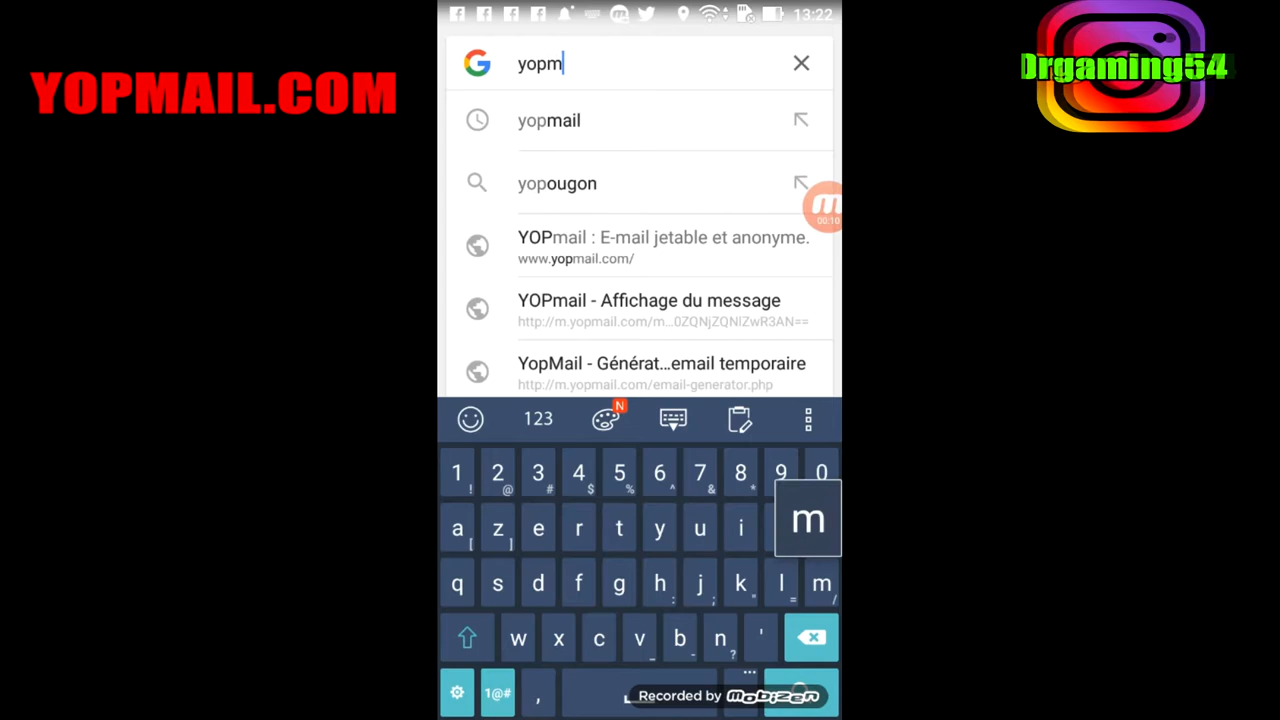 YOPMAIL.COM
13:22
yopm
yopmail
yopougon
YOPmail : E-mail jetable et anonyme.
www.yopmail.com/
YOPmail - Affichage du message
http://m.yopmail.com/m...0ZQNjZQNlZwR3AN==
YopMail - Générat...email temporaire
http://m.yopmail.com/email-generator.php
00:10
Drgaming54
N
123
1 2 3 4 5 6 7 8 9 0
! @ # $ % ^ & *
m
a z e r t y u i
[ ]
q s d f g h j k l m
: ; " = /
w x c v b n '
_ - ?
1@# , ...
Recorded by mobizen